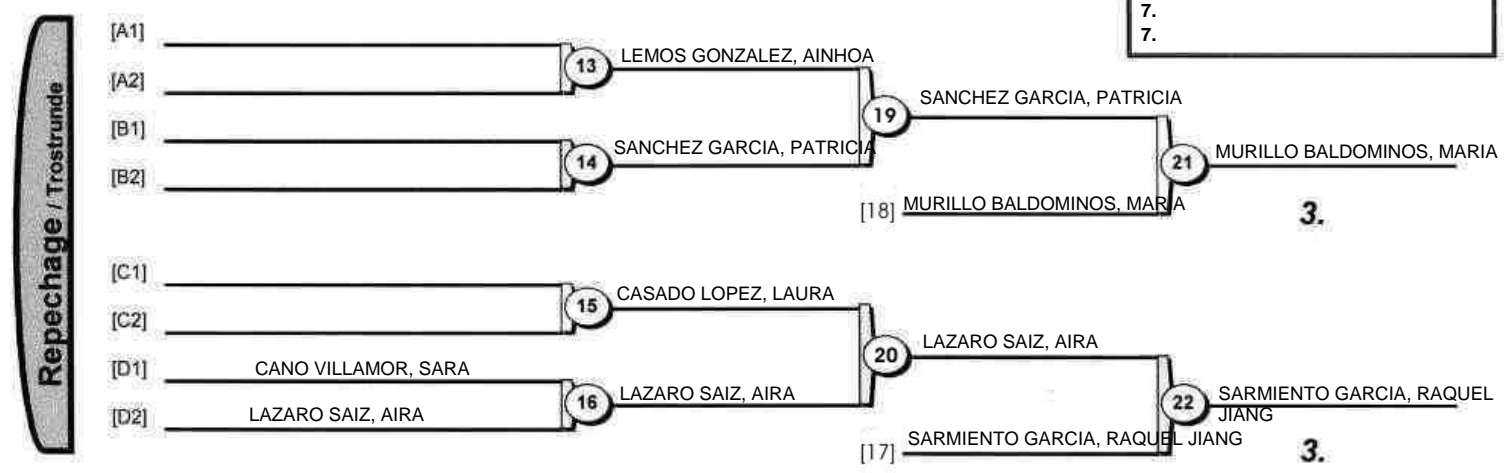 7.
7.
Repechage / Trostrunde
[A1]
[A2]
13
LEMOS GONZALEZ, AINHOA
[B1]
[B2]
14
SANCHEZ GARCIA, PATRICIA
19
SANCHEZ GARCIA, PATRICIA
[18] MURILLO BALDOMINOS, MARIA
21
MURILLO BALDOMINOS, MARIA
3.
[C1]
[C2]
15
CASADO LOPEZ, LAURA
[D1] CANO VILLAMOR, SARA
[D2] LAZARO SAIZ, AIRA
16
LAZARO SAIZ, AIRA
20
LAZARO SAIZ, AIRA
[17] SARMIENTO GARCIA, RAQUEL JIANG
22
SARMIENTO GARCIA, RAQUEL
JIANG
3.